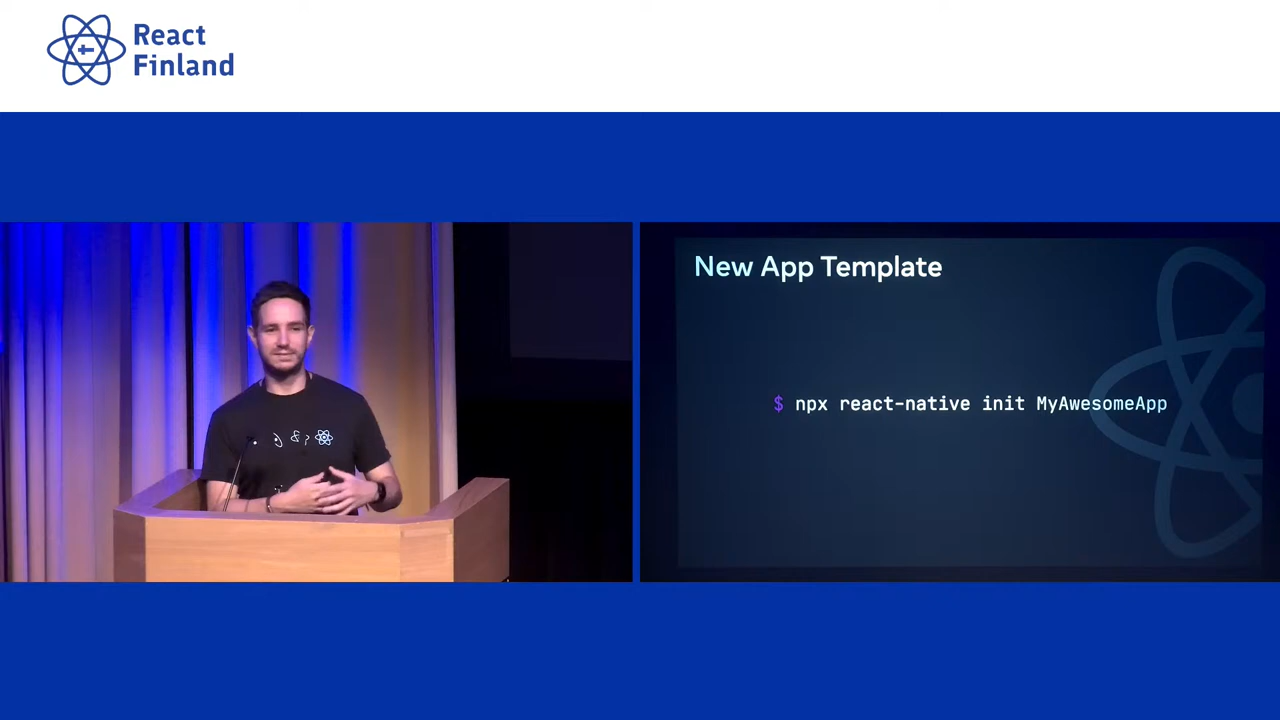 React
Finland
New App Template
$ npx react-native init MyAwesomeApp